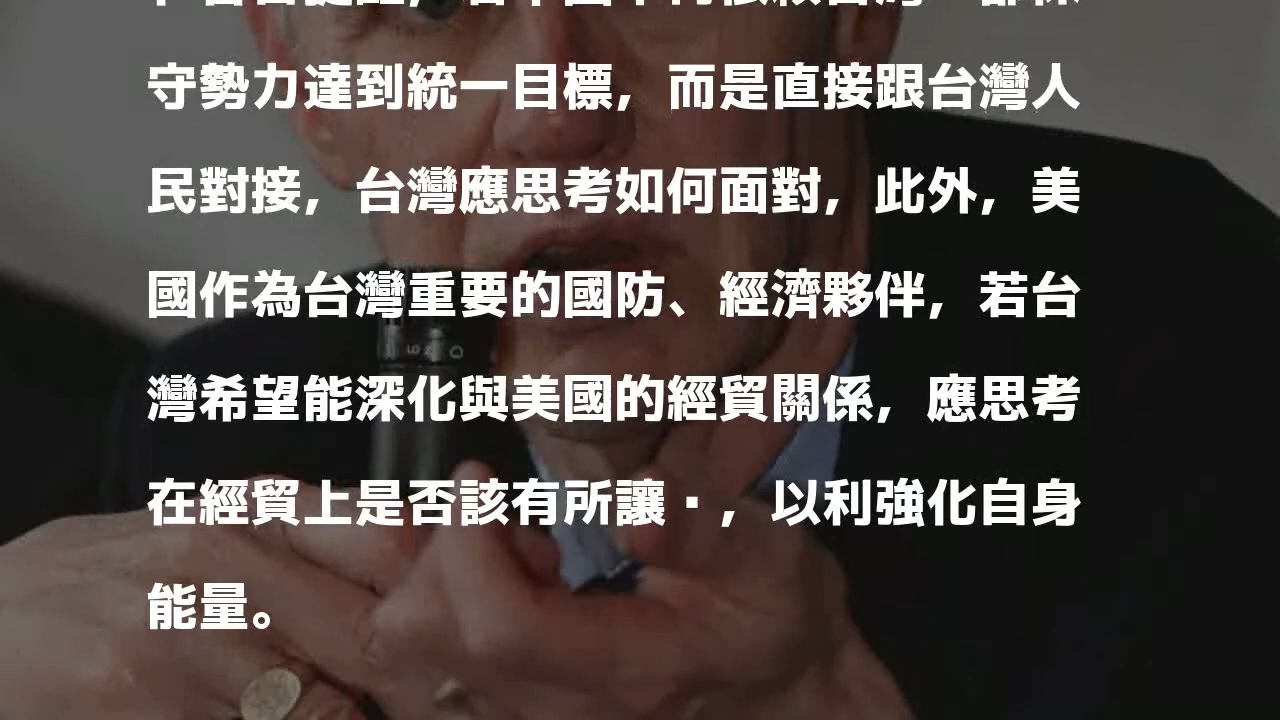 守勢力達到統一目標，而是直接跟台灣人
民對接，台灣應思考如何面對，此外，美
國作為台灣重要的國防、經濟夥伴，若台
灣希望能深化與美國的經貿關係，應思考
在經貿上是否該有所讓▪，以利強化自身
能量。